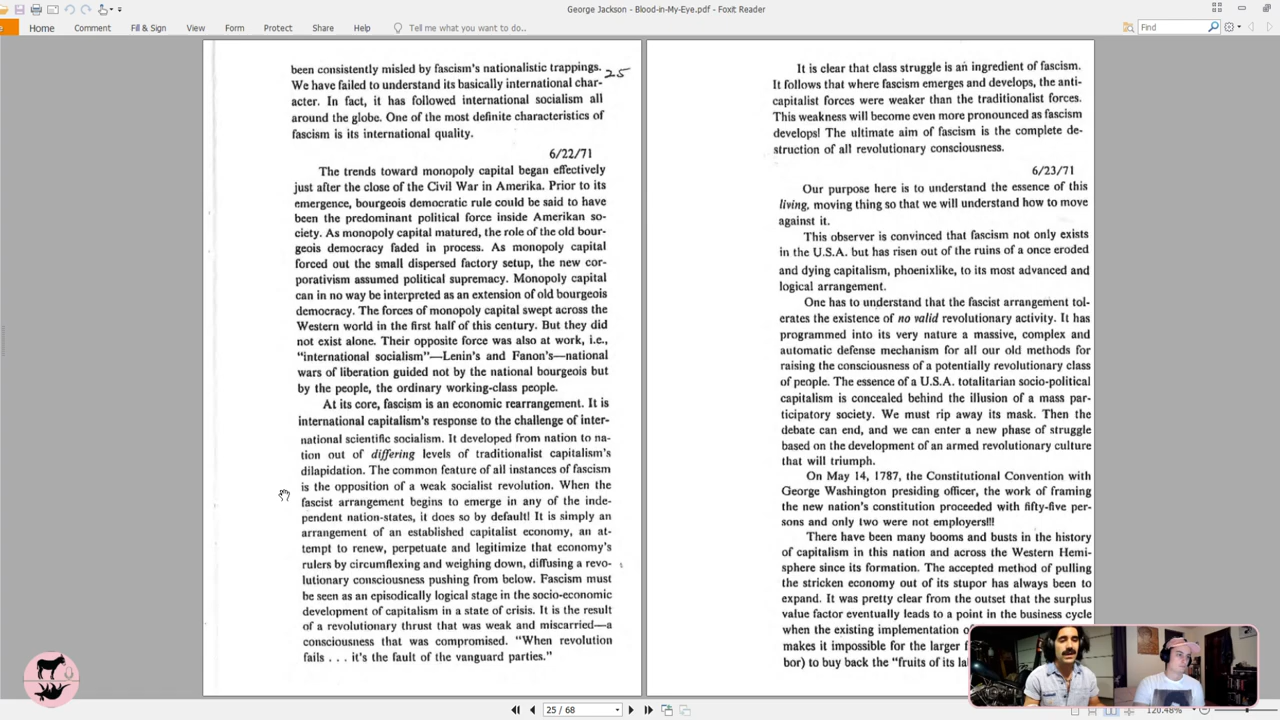 George Jackson - Blood-in-My-Eye.pdf - Foxit Reader
Home Comment Fill & Sign View Form Protect Share Help Tell me what you want to do... Find
been consistently misled by fascism's nationalistic trappings. 25
We have failed to understand its basically international char-
acter. In fact, it has followed international socialism all
around the globe. One of the most definite characteristics of
fascism is its international quality.
6/22/71
The trends toward monopoly capital began effectively
just after the close of the Civil War in Amerika. Prior to its
emergence, bourgeois democratic rule could be said to have
been the predominant political force inside Amerikan so-
ciety. As monopoly capital matured, the role of the old bour-
geois democracy faded in process. As monopoly capital
forced out the small dispersed factory setup, the new cor-
porativism assumed political supremacy. Monopoly capital
can in no way be interpreted as an extension of old bourgeois
democracy. The forces of monopoly capital swept across the
Western world in the first half of this century. But they did
not exist alone. Their opposite force was also at work, i.e.,
"international socialism"—Lenin's and Fanon's—national
wars of liberation guided not by the national bourgeois but
by the people, the ordinary working-class people.
At its core, fascism is an economic rearrangement. It is
international capitalism's response to the challenge of inter-
national scientific socialism. It developed from nation to na-
tion out of differing levels of traditionalist capitalism's
dilapidation. The common feature of all instances of fascism
is the opposition of a weak socialist revolution. When the
fascist arrangement begins to emerge in any of the inde-
pendent nation-states, it does so by default! It is simply an
arrangement of an established capitalist economy, an at-
tempt to renew, perpetuate and legitimize that economy's
rulers by circumflexing and weighing down, diffusing a revo-
lutionary consciousness pushing from below. Fascism must
be seen as an episodically logical stage in the socio-economic
development of capitalism in a state of crisis. It is the result
of a revolutionary thrust that was weak and miscarried—a
consciousness that was compromised. "When revolution
fails . . . it's the fault of the vanguard parties."
It is clear that class struggle is an ingredient of fascism.
It follows that where fascism emerges and develops, the anti-
capitalist forces were weaker than the traditionalist forces.
This weakness will become even more pronounced as fascism
develops! The ultimate aim of fascism is the complete de-
struction of all revolutionary consciousness.
6/23/71
Our purpose here is to understand the essence of this
living, moving thing so that we will understand how to move
against it.
This observer is convinced that fascism not only exists
in the U.S.A. but has risen out of the ruins of a once eroded
and dying capitalism, phoenixlike, to its most advanced and
logical arrangement.
One has to understand that the fascist arrangement tol-
erates the existence of no valid revolutionary activity. It has
programmed into its very nature a massive, complex and
automatic defense mechanism for all our old methods for
raising the consciousness of a potentially revolutionary class
of people. The essence of a U.S.A. totalitarian socio-political
capitalism is concealed behind the illusion of a mass par-
ticipatory society. We must rip away its mask. Then the
debate can end, and we can enter a new phase of struggle
based on the development of an armed revolutionary culture
that will triumph.
On May 14, 1787, the Constitutional Convention with
George Washington presiding officer, the work of framing
the new nation's constitution proceeded with fifty-five per-
sons and only two were not employers!!!
There have been many booms and busts in the history
of capitalism in this nation and across the Western Hemi-
sphere since its formation. The accepted method of pulling
the stricken economy out of its stupor has always been to
expand. It was pretty clear from the outset that the surplus
value factor eventually leads to a point in the business cycle
when the existing implementation of
makes it impossible for the larger f
bor) to buy back the "fruits of its la
25 / 68
120.48%